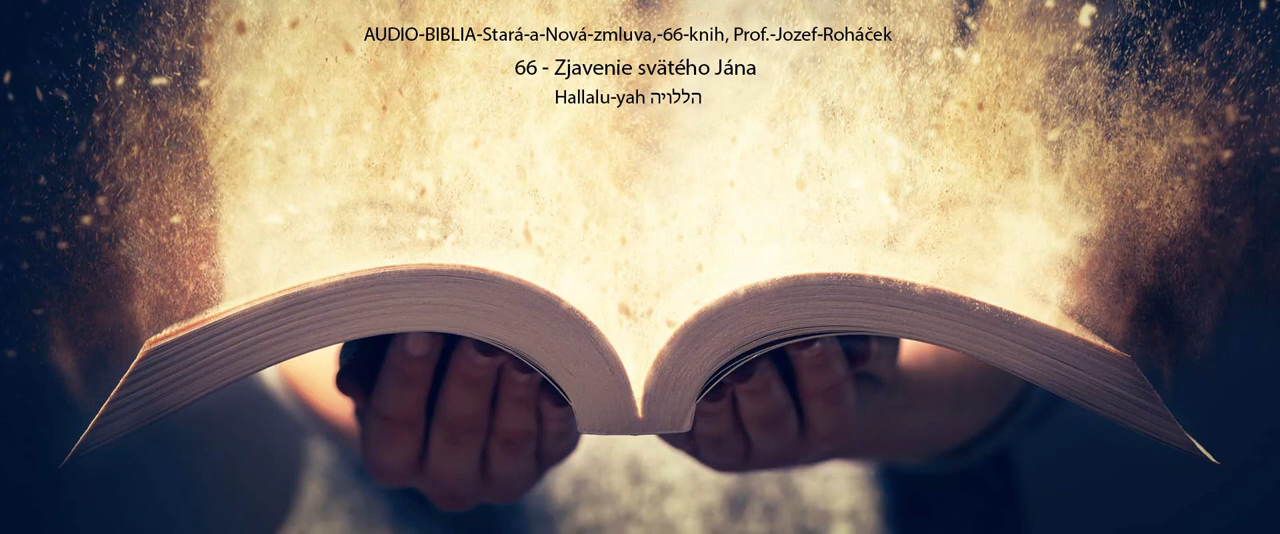 AUDIO-BIBLIA-Stará-a-Nová-zmluva,-66-knih, Prof.-Jozef-Roháček
66 - Zjavenie svätého Jána
Hallalu-yah הללויה